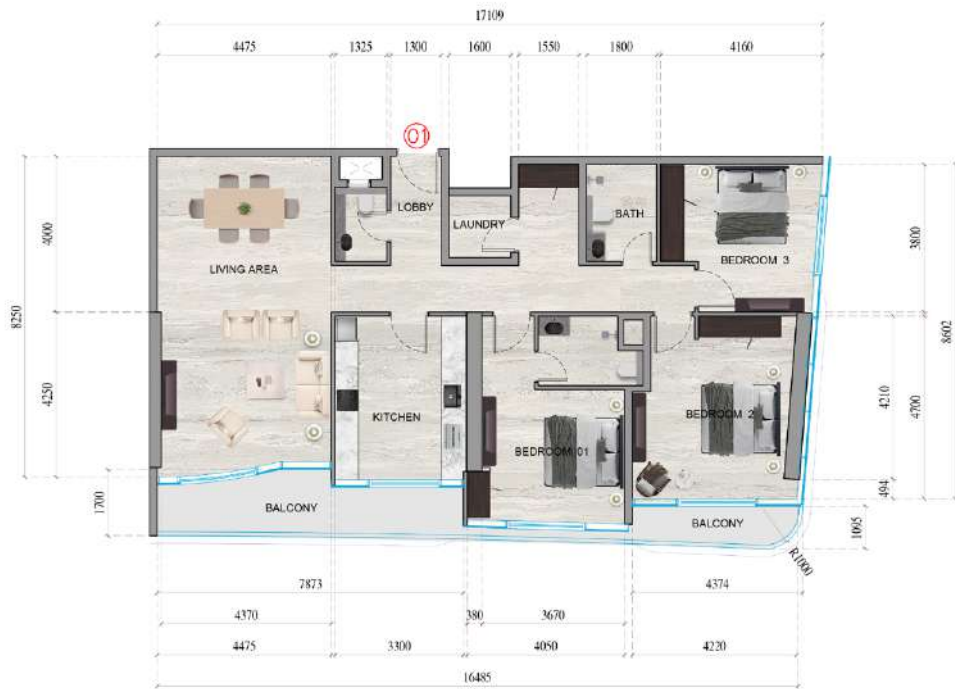 17109
4475 1325 1300 1600 1550 1800 4160
01
LOBBY
LAUNDRY
BATH
LIVING AREA
BEDROOM 3
4000
8250
4250
1700
3800
8602
4210
4700
494
1095
KITCHEN
BEDROOM 2
BEDROOM 01
BALCONY
BALCONY
R1000
7873 4374
4370 380 3670
4475 3300 4050 4220
16485